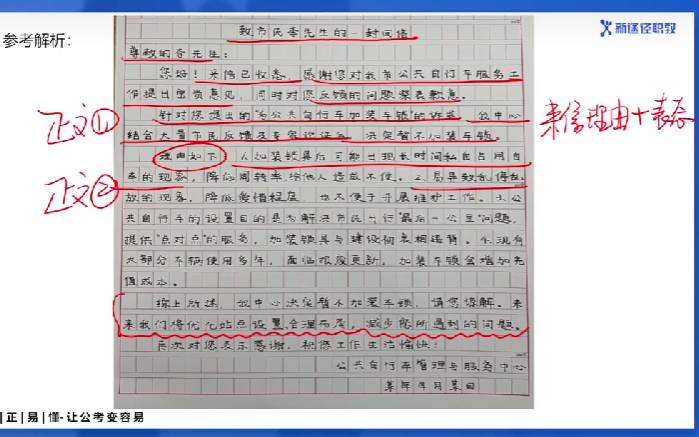 参考解析：
新途径职教
致市民李先生的一封回信
尊敬的李先生：
您好！来信已收悉，感谢您对我市公共自行车服务工
作提出宝贵意见，同时对您反馈的问题深表歉意。
正文① 针对您提出的“为公共自行车加装车锁”的诉求，我中心
来信理由+表态
结合大量市民反馈及专家论证后，决定暂不加装车锁。
理由如下：1.加装锁具后可能出现长时间私自占用自
正文②
车的现象，降低周转率，给他人造成不便。2.易导致乱停乱
放的现象，降低爱惜程度，也不便于开展维护工作。3.公
共自行车的设置目的是为解决市民出行“最后一公里”问题，
提供“点对点”的服务，加装锁具与建设初衷相违背。4.现有
大部分车辆使用多年，面临报废更新，加装车锁会增加充
值成本。
综上所述，我中心决定暂不加装车锁，请您谅解。未
来我们将优化站点设置，合理布局，减少您所遇到的问题。
再次对您表示感谢，祝您工作生活愉快！
公共自行车管理与服务中心
某年某月某日
|正|易|懂-让公考变容易